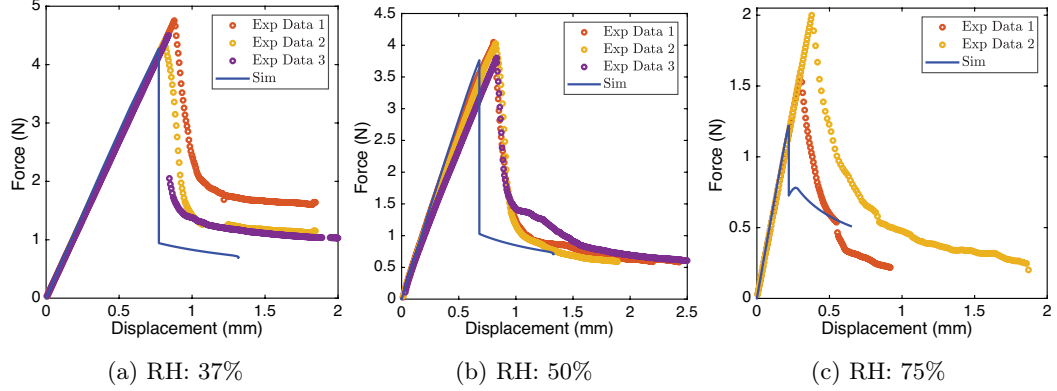 5
4
3
2
1
0
0
0.5
1
1.5
2
Force (N)
Displacement (mm)
Exp Data 1
Exp Data 2
Exp Data 3
Sim
(a) RH: 37%
4.5
4
3.5
3
2.5
2
1.5
1
0.5
0
0
0.5
1
1.5
2
2.5
Force (N)
Displacement (mm)
Exp Data 1
Exp Data 2
Exp Data 3
Sim
(b) RH: 50%
2
1.5
1
0.5
0
0
0.5
1
1.5
2
Force (N)
Displacement (mm)
Exp Data 1
Exp Data 2
Sim
(c) RH: 75%